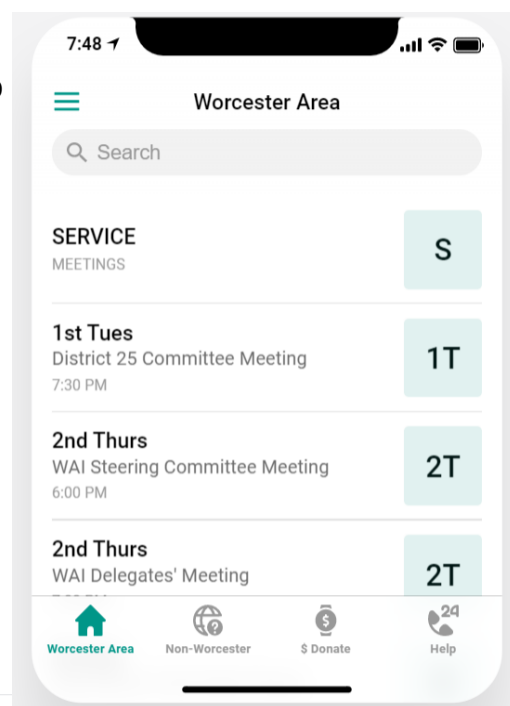 7:48
Worcester Area
Search
SERVICE
MEETINGS
S
1st Tues
District 25 Committee Meeting
7:30 PM
1T
2nd Thurs
WAI Steering Committee Meeting
6:00 PM
2T
2nd Thurs
WAI Delegates' Meeting
2T
Worcester Area
Non-Worcester
$ Donate
24
Help